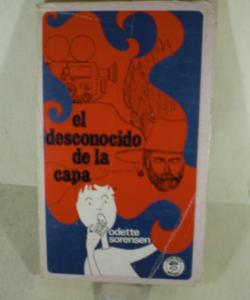 el
desconocido
de la
capa
odette
sorensen